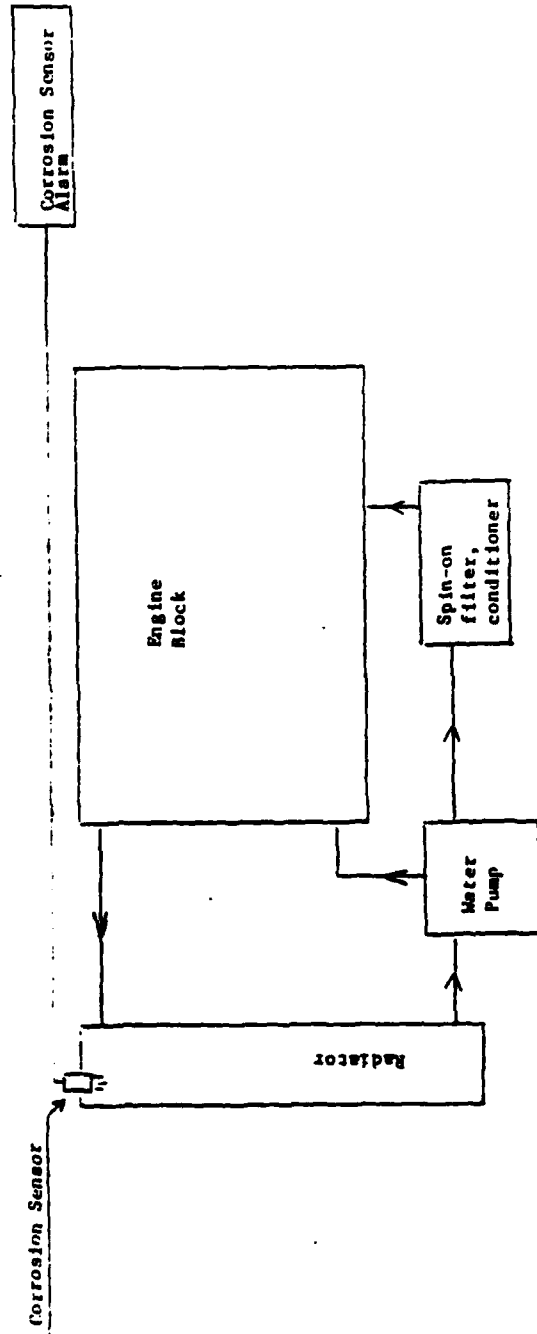 Corrosion Sensor
Alarm
Engine
Block
Spin-on
filter,
conditioner
Water
Pump
Radiator
Corrosion Sensor